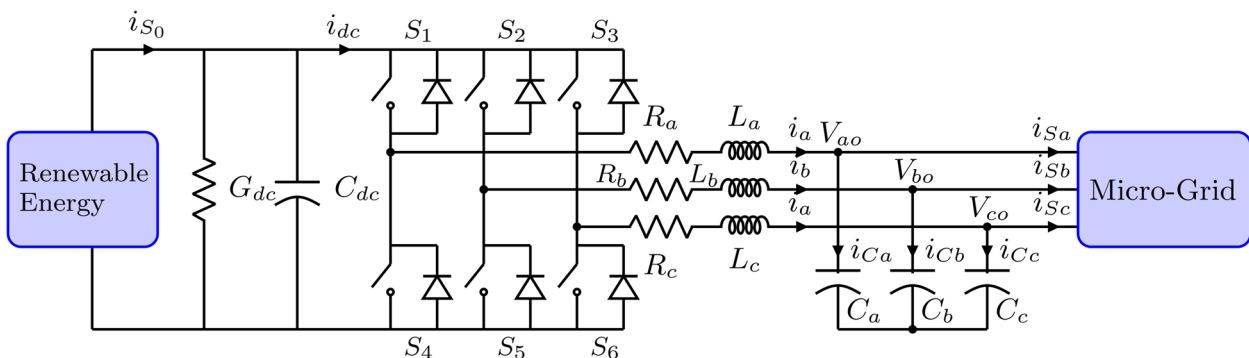 i_{S_0}
i_{dc}
S_1
S_2
S_3
Renewable
Energy
G_{dc}
C_{dc}
R_a
L_a
i_a
V_{ao}
i_{Sa}
R_b
L_b
i_b
V_{bo}
i_{Sb}
Micro-Grid
i_a
V_{co}
i_{Sc}
R_c
L_c
i_{Ca}
i_{Cb}
i_{Cc}
C_a
C_b
C_c
S_4
S_5
S_6